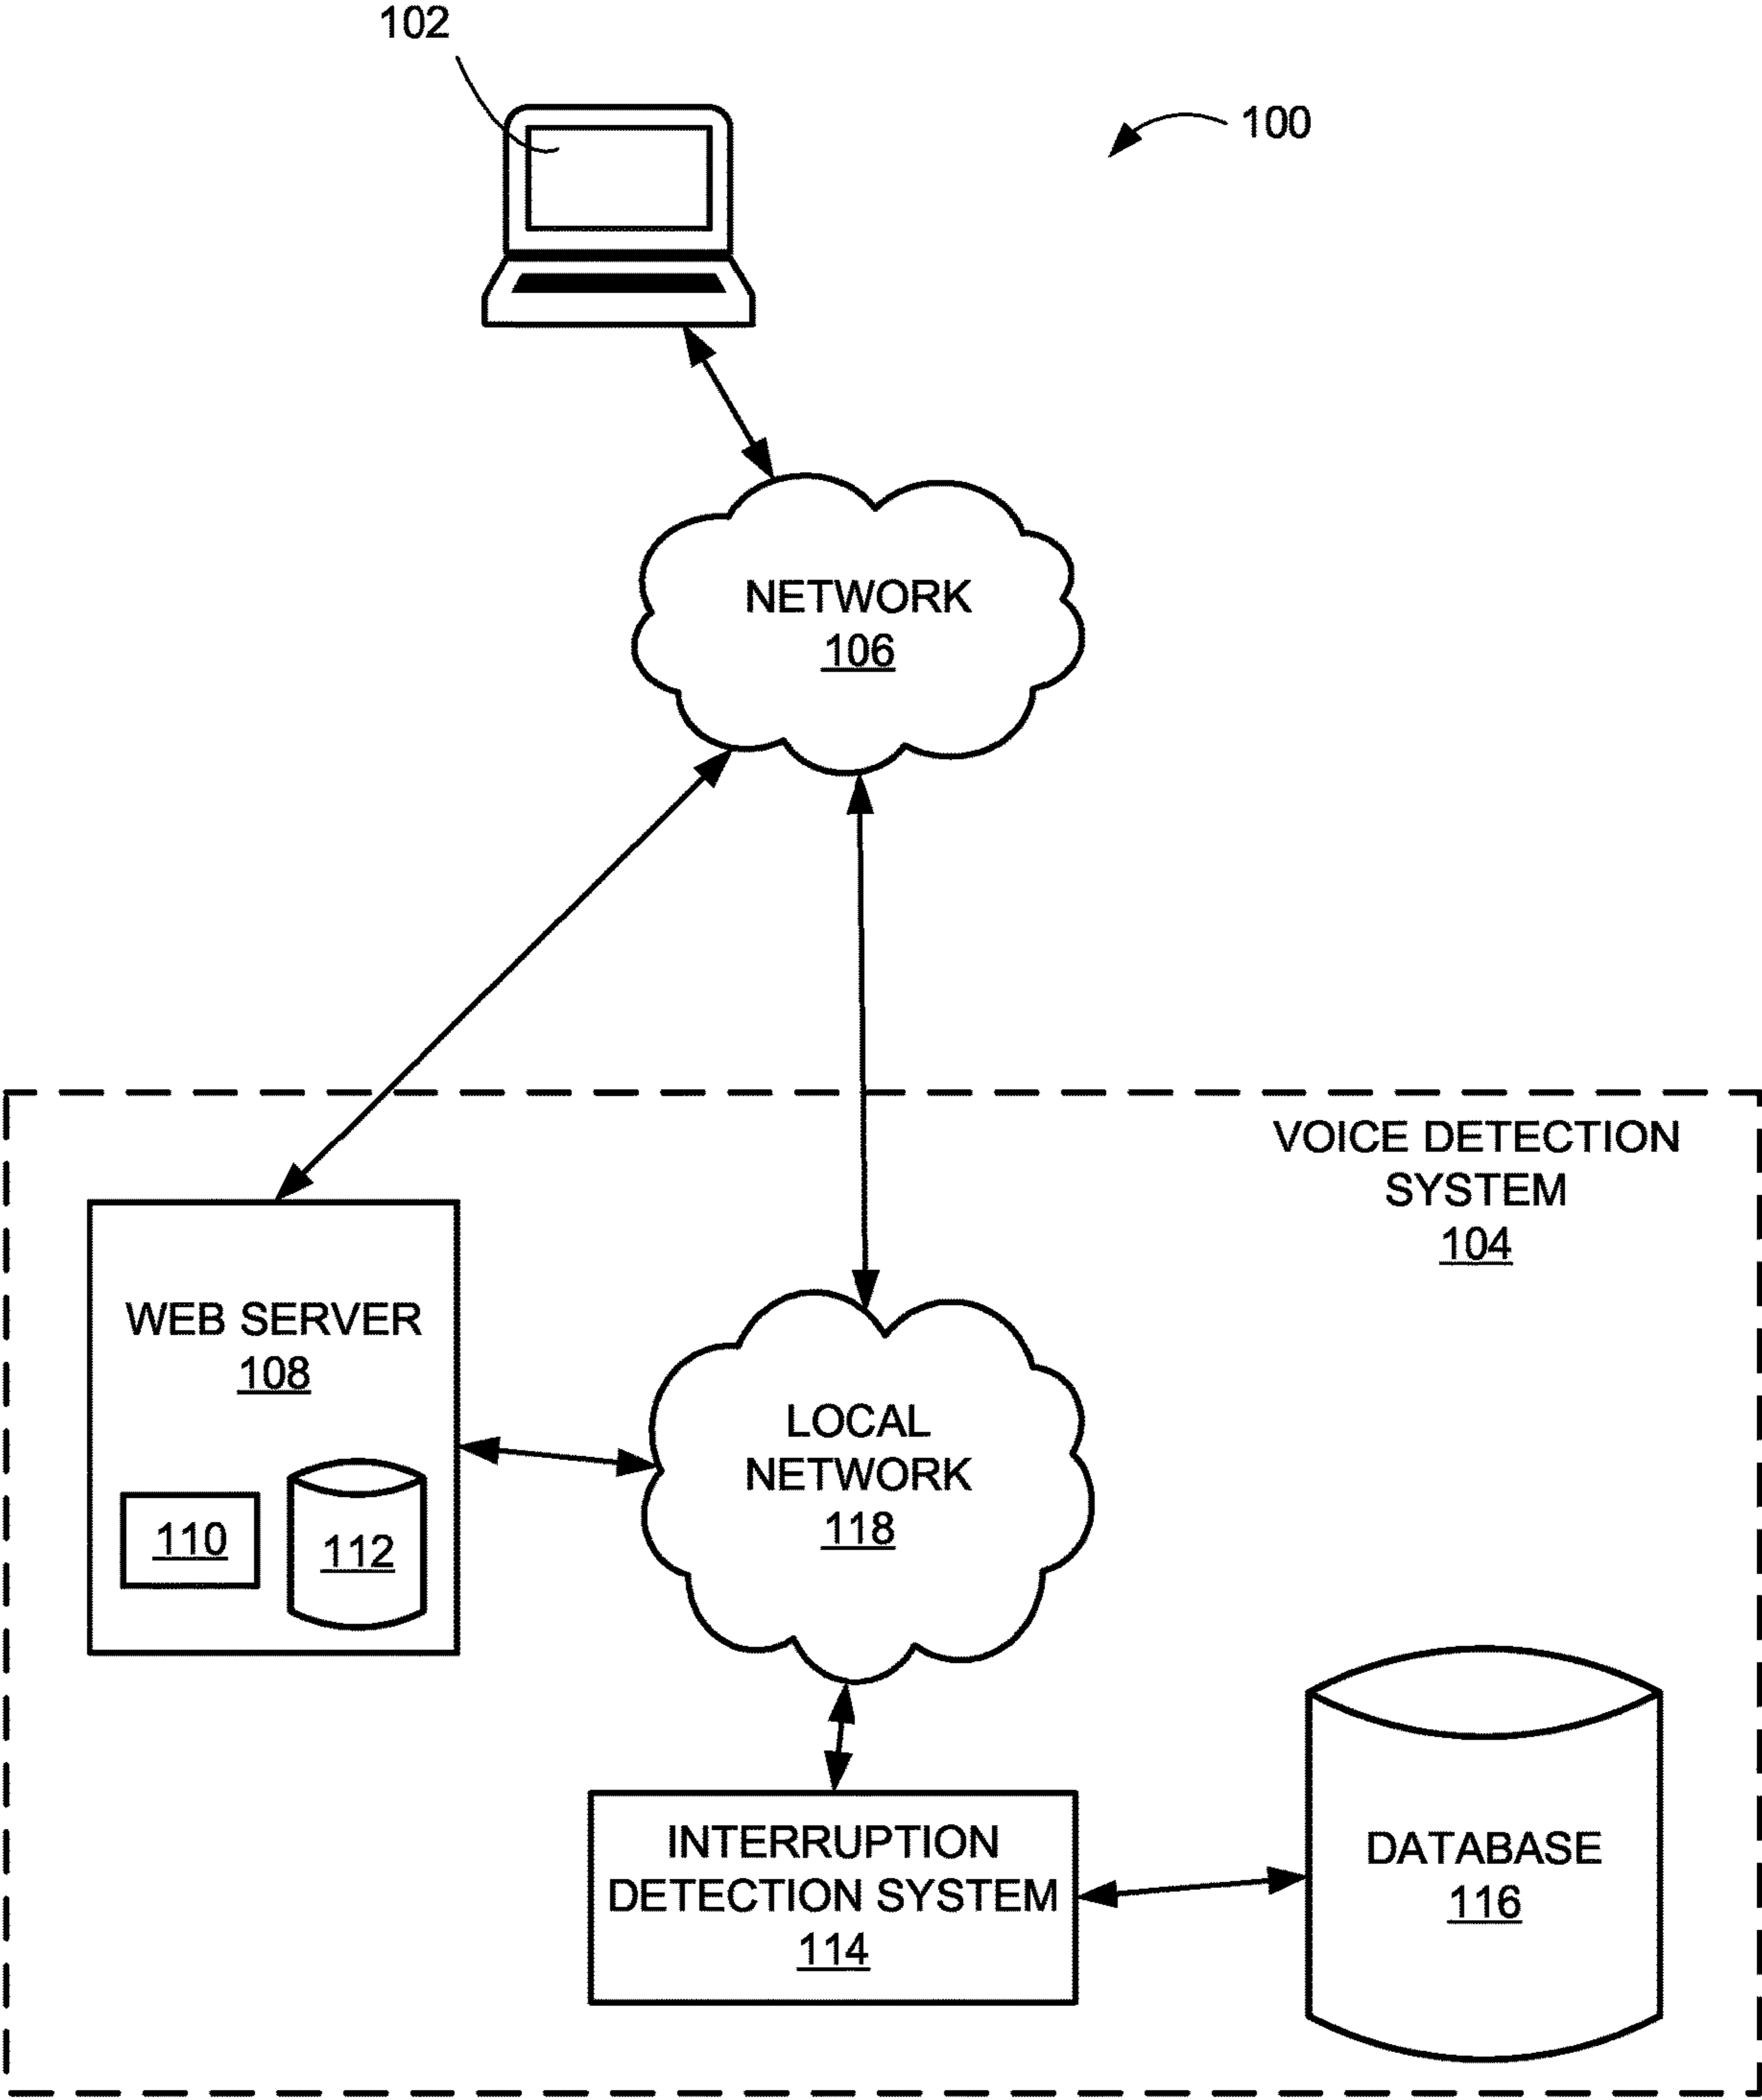 102
100
NETWORK
106
VOICE DETECTION
SYSTEM
104
WEB SERVER
108
110
112
LOCAL
NETWORK
118
INTERRUPTION
DETECTION SYSTEM
114
DATABASE
116